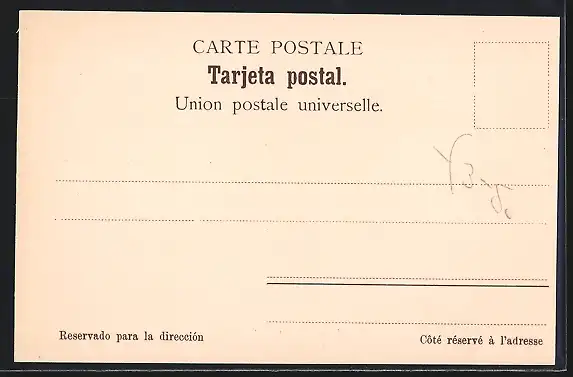 CARTE POSTALE
Tarjeta postal.
Union postale universelle.
Reservado para la dirección
Côté réservé à l'adresse